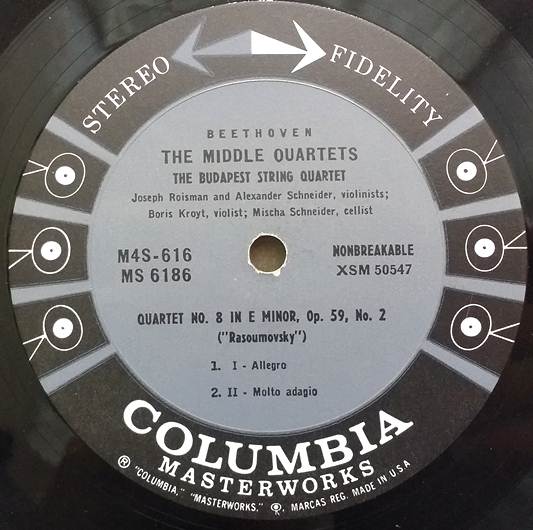 STEREO FIDELITY
BEETHOVEN
THE MIDDLE QUARTETS
THE BUDAPEST STRING QUARTET
Joseph Roisman and Alexander Schneider, violinists;
Boris Kroyt, violist; Mischa Schneider, cellist
M4S-616
MS 6186
NONBREAKABLE
XSM 50547
QUARTET NO. 8 IN E MINOR, Op. 59, No. 2
("Rasoumovsky")
1. I - Allegro
2. II - Molto adagio
COLUMBIA
MASTERWORKS
® "COLUMBIA," "MASTERWORKS," MARCAS REG. MADE IN U.S.A